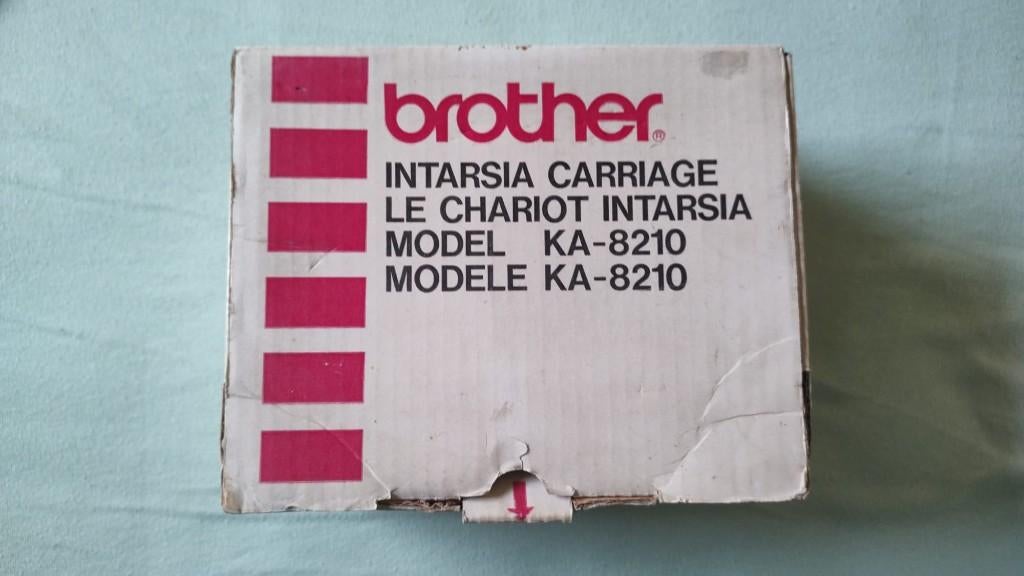 brother®
INTARSIA CARRIAGE
LE CHARIOT INTARSIA
MODEL KA-8210
MODELE KA-8210